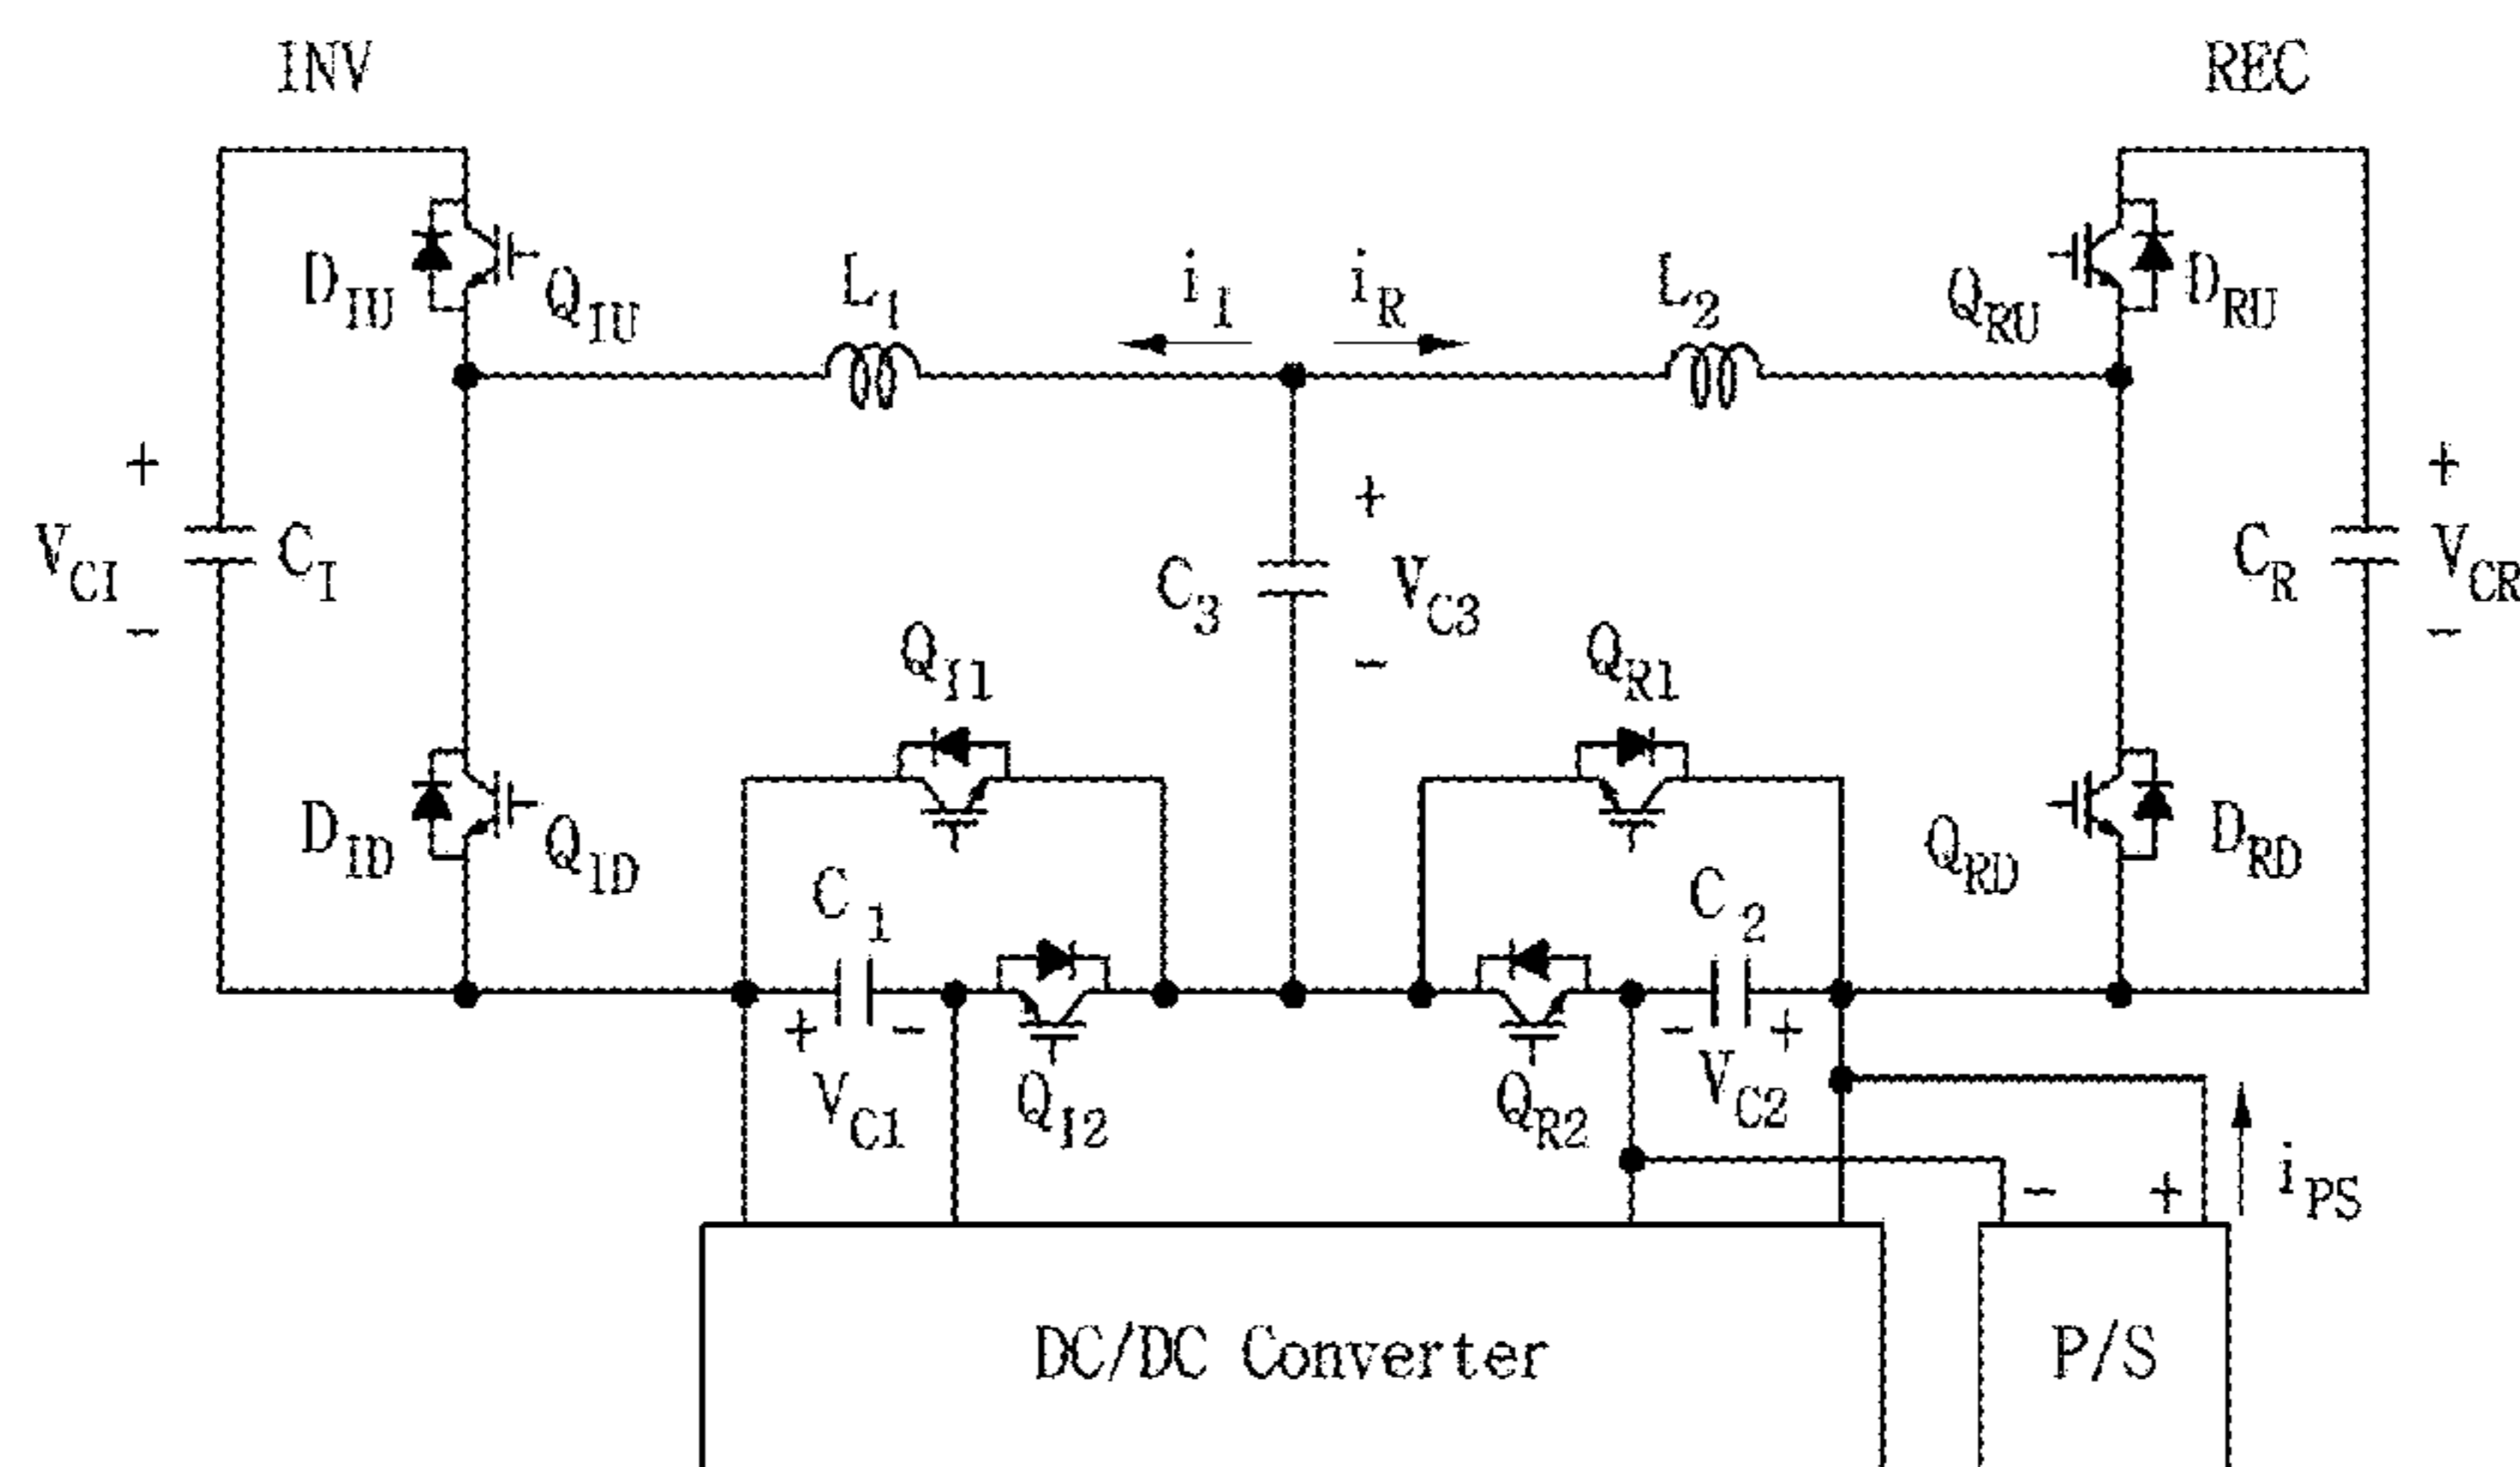 INV REC
D_IU Q_IU L_1 i_1 i_R L_2 Q_RU D_RU
+ +
V_CI C_I + C_R V_CR
- C_3 V_C3 -
Q_I1 - Q_R1
D_ID Q_ID Q_RD D_RD
C_1 C_2
+ - - +
V_C1 Q_I2 Q_R2 V_C2
- + i_PS
DC/DC Converter P/S